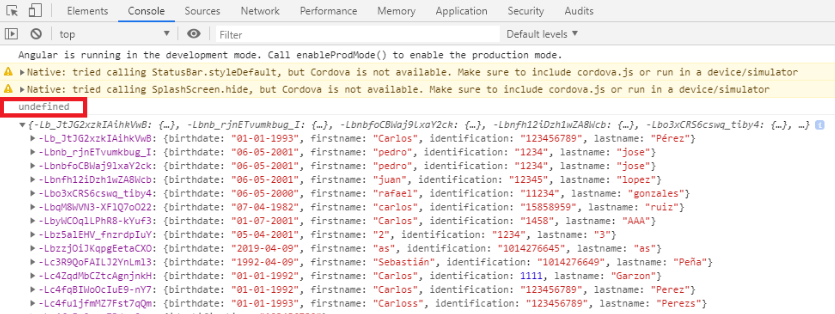 Elements Console Sources Network Performance Memory Application Security Audits
top Filter Default levels ▼
Angular is running in the development mode. Call enableProdMode() to enable the production mode.
▶Native: tried calling StatusBar.styleDefault, but Cordova is not available. Make sure to include cordova.js or run in a device/simulator
▶Native: tried calling SplashScreen.hide, but Cordova is not available. Make sure to include cordova.js or run in a device/simulator
undefined
▼{-Lb_JtJG2xzkIAihkVwB: {…}, -Lbnb_rjnETvumkbug_I: {…}, -LbnbfoCBWaj9lxaY2ck: {…}, -Lbnfh12iDzh1wZA8Wcb: {…}, -Lbo3xCRS6cswq_tiby4: {…}, …}
▶-Lb_JtJG2xzkIAihkVwB: {birthdate: "01-01-1993", firstname: "Carlos", identification: "123456789", lastname: "Pérez"}
▶-Lbnb_rjnETvumkbug_I: {birthdate: "06-05-2001", firstname: "pedro", identification: "1234", lastname: "jose"}
▶-LbnbfoCBWaj9lxaY2ck: {birthdate: "06-05-2001", firstname: "pedro", identification: "1234", lastname: "jose"}
▶-Lbnfh12iDzh1wZA8Wcb: {birthdate: "06-05-2001", firstname: "juan", identification: "12345", lastname: "lopez"}
▶-Lbo3xCRS6cswq_tiby4: {birthdate: "06-05-2000", firstname: "rafael", identification: "11234", lastname: "gonzales"}
▶-LbqM8WVN3-XFlQ7oO22: {birthdate: "07-04-1982", firstname: "carlos", identification: "15858959", lastname: "ruiz"}
▶-LbyWCOqlLPhR8-kYuf3: {birthdate: "01-07-2001", firstname: "Carlos", identification: "1458", lastname: "AAA"}
▶-Lbz5alEHV_fnzrdpIuY: {birthdate: "05-04-2001", firstname: "2", identification: "1234", lastname: "3"}
▶-LbzzjOiJKqpgEetaCXO: {birthdate: "2019-04-09", firstname: "as", identification: "1014276645", lastname: "as"}
▶-Lc3R9QoFAILJ2YnLml3: {birthdate: "1992-04-09", firstname: "Sebastián", identification: "1014276649", lastname: "Peña"}
▶-Lc4ZqdMbCZtcAgnjnkH: {birthdate: "01-01-1992", firstname: "Carlos", identification: 1111, lastname: "Garzon"}
▶-Lc4fqBIWoOcIuE9-nY7: {birthdate: "01-01-1992", firstname: "Carlos", identification: "123456789", lastname: "Perez"}
▶-Lc4fuljfmMZ7Fst7qQm: {birthdate: "01-01-1993", firstname: "Carloss", identification: "123456789", lastname: "Perezs"}